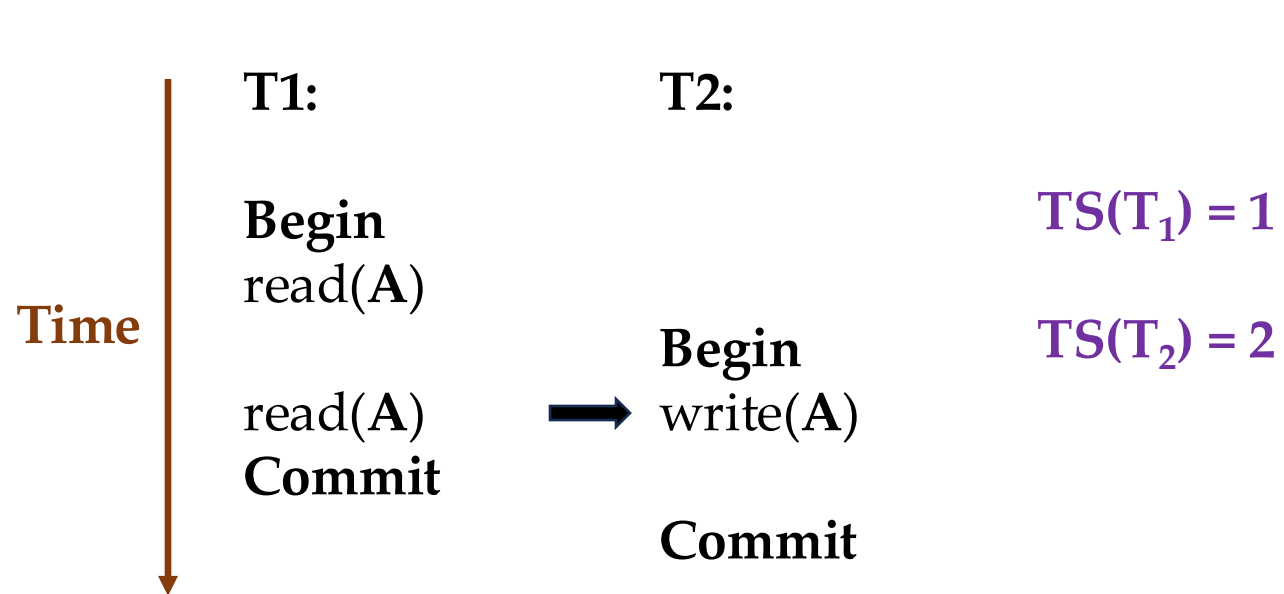 T1: T2:
Begin TS(T₁) = 1
read(A)
Time Begin TS(T₂) = 2
read(A) write(A)
Commit
Commit